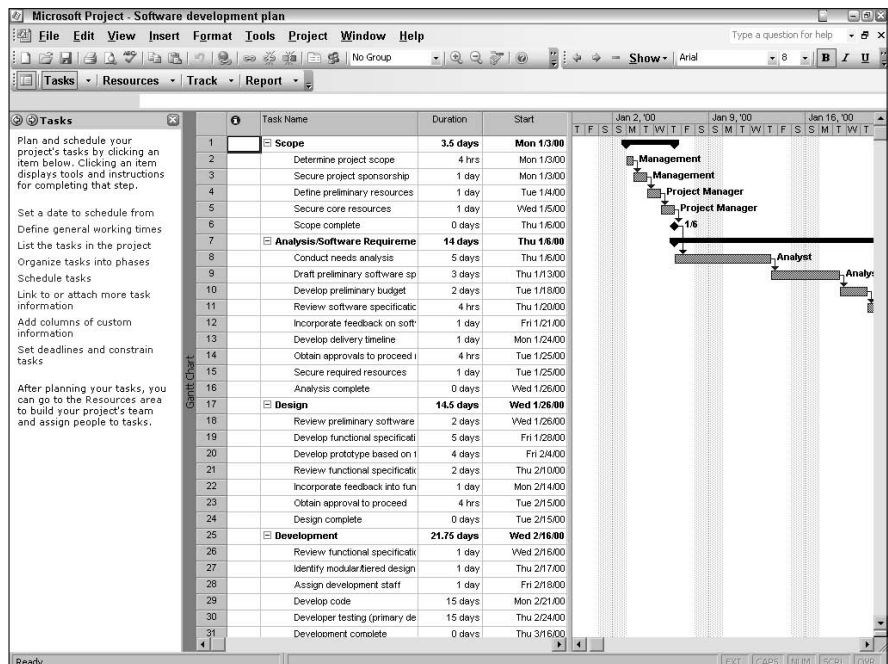 Microsoft Project - Software development plan
File Edit View Insert Format Tools Project Window Help
Type a question for help
No Group
Show
Arial
8
B I U
Tasks Resources Track Report
Tasks
Plan and schedule your
project's tasks by clicking an
item below. Clicking an item
displays tools and instructions
for completing that step.
Set a date to schedule from
Define general working times
List the tasks in the project
Organize tasks into phases
Schedule tasks
Link to or attach more task
information
Add columns of custom
information
Set deadlines and constrain
tasks
After planning your tasks, you
can go to the Resources area
to build your project's team
and assign people to tasks.
Gantt Chart
Task Name Duration Start
1 Scope 3.5 days Mon 1/3/00
2 Determine project scope 4 hrs Mon 1/3/00
3 Secure project sponsorship 1 day Mon 1/3/00
4 Define preliminary resources 1 day Tue 1/4/00
5 Secure core resources 1 day Wed 1/5/00
6 Scope complete 0 days Thu 1/6/00
7 Analysis/Software Requireme 14 days Thu 1/6/00
8 Conduct needs analysis 5 days Thu 1/6/00
9 Draft preliminary software sp 3 days Thu 1/13/00
10 Develop preliminary budget 2 days Tue 1/18/00
11 Review software specificatic 4 hrs Thu 1/20/00
12 Incorporate feedback on soft 1 day Fri 1/21/00
13 Develop delivery timeline 1 day Mon 1/24/00
14 Obtain approvals to proceed 4 hrs Tue 1/25/00
15 Secure required resources 1 day Tue 1/25/00
16 Analysis complete 0 days Wed 1/26/00
17 Design 14.5 days Wed 1/26/00
18 Review preliminary software 2 days Wed 1/26/00
19 Develop functional specificati 5 days Fri 1/28/00
20 Develop prototype based on 4 days Fri 2/4/00
21 Review functional specificatic 2 days Thu 2/10/00
22 Incorporate feedback into fun 1 day Mon 2/14/00
23 Obtain approval to proceed 4 hrs Tue 2/15/00
24 Design complete 0 days Tue 2/15/00
25 Development 21.75 days Wed 2/16/00
26 Review functional specificatic 1 day Wed 2/16/00
27 Identify modular/tiered design 1 day Thu 2/17/00
28 Assign development staff 1 day Fri 2/18/00
29 Develop code 15 days Mon 2/21/00
30 Developer testing (primary de 15 days Thu 2/24/00
31 Development complete 0 days Thu 3/16/00
Jan 2, '00 Jan 9, '00 Jan 16, '00
T F S S M T W T F S S M T W T F S S M T W T
Management
Management
Project Manager
Project Manager
1/6
Analyst
Analys
Ready
EXT CAPS NUM SCRL OVR